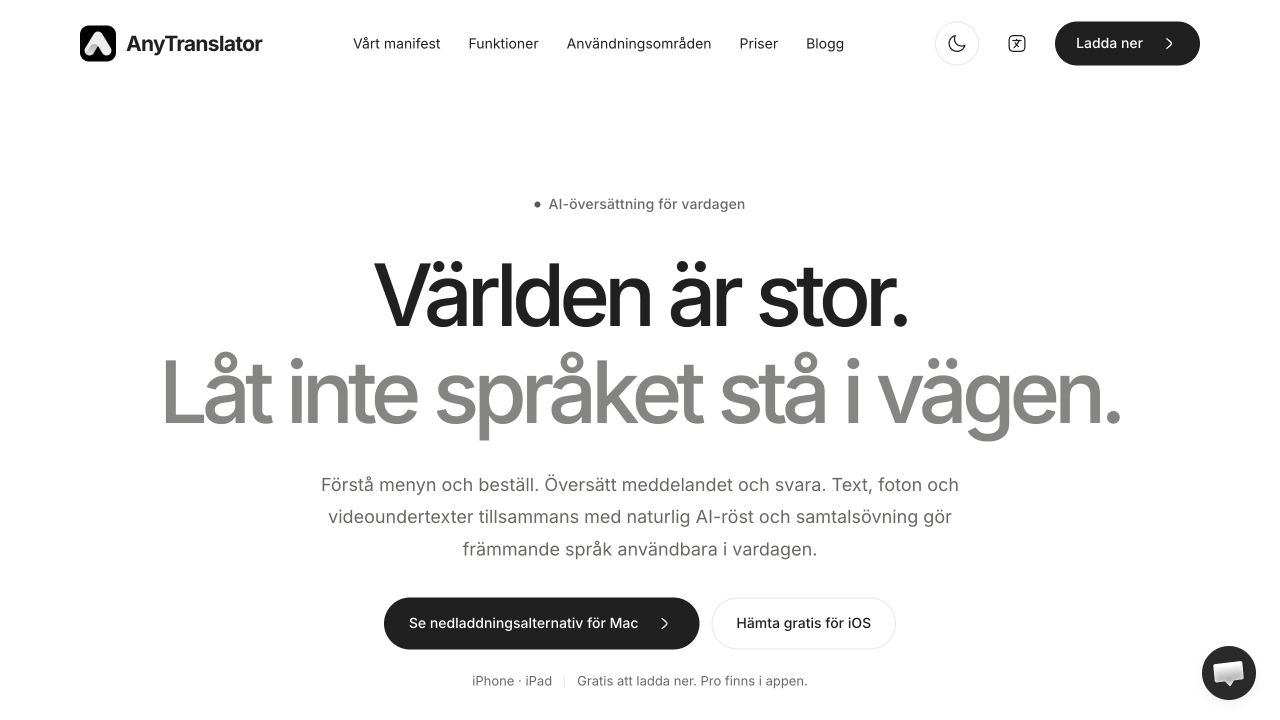 AnyTranslator
Vårt manifest
Funktioner
Användningsområden
Priser
Blogg
Ladda ner
AI-översättning för vardagen
Världen är stor.
Låt inte språket stå i vägen.
Förstå menyn och beställ. Översätt meddelandet och svara. Text, foton och
videoundertexter tillsammans med naturlig AI-röst och samtalsövning gör
främmande språk användbara i vardagen.
Se nedladdningsalternativ för Mac
Hämta gratis för iOS
iPhone · iPad
Gratis att ladda ner. Pro finns i appen.